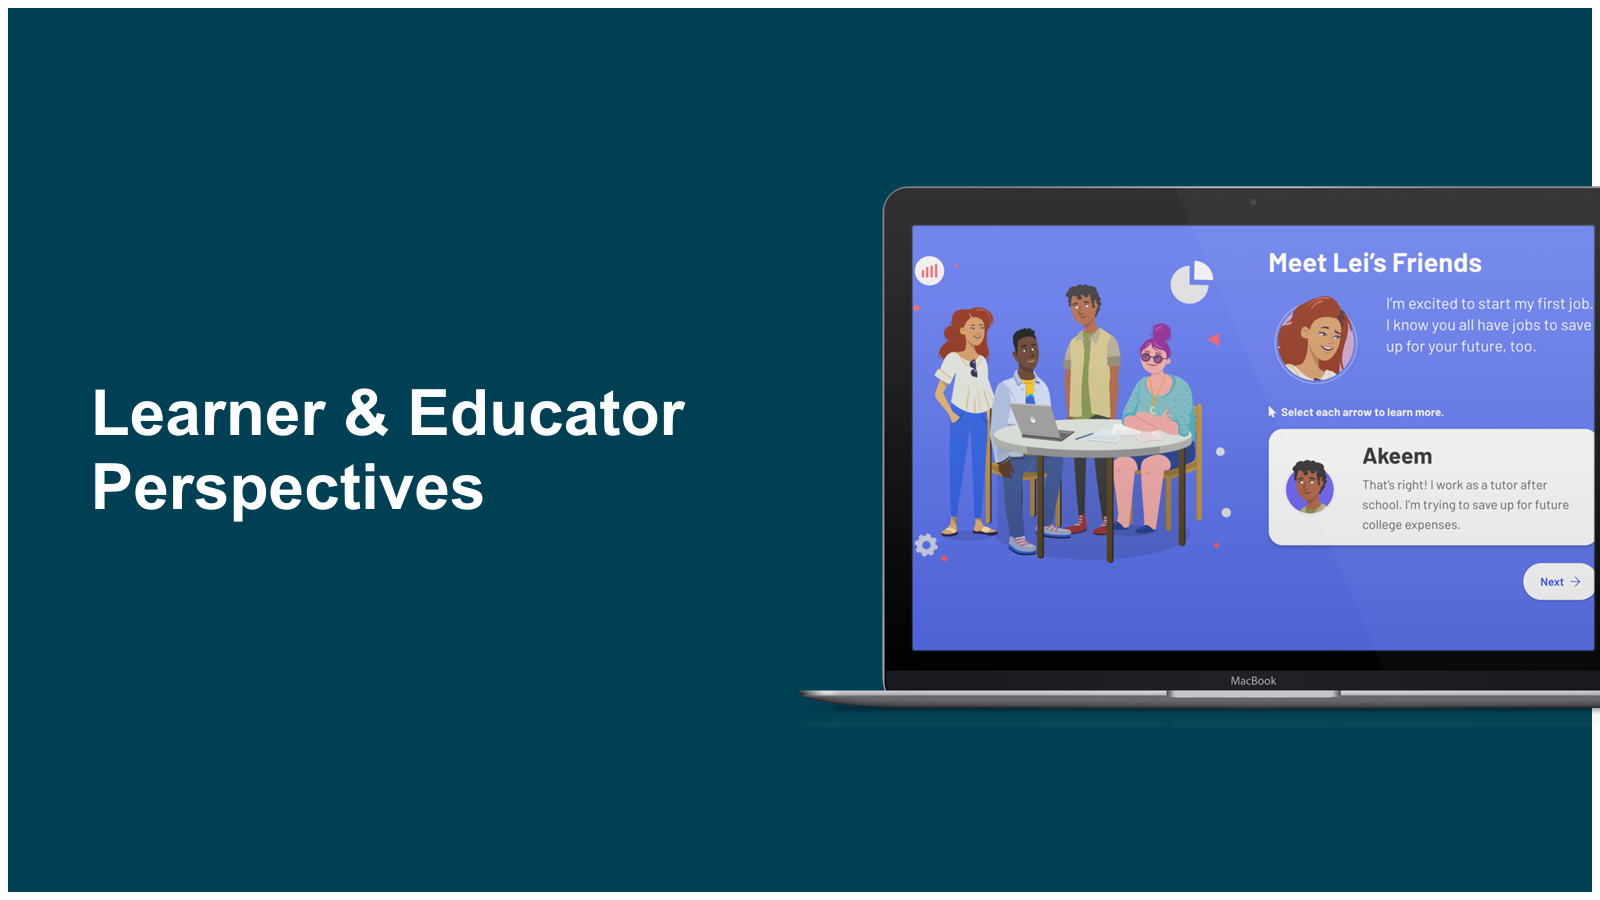 Learner & Educator
Perspectives
Meet Lei's Friends
I'm excited to start my first job.
I know you all have jobs to save
up for your future, too.
Select each arrow to learn more.
Akeem
That's right! I work as a tutor after
school. I'm trying to save up for future
college expenses.
Next
MacBook